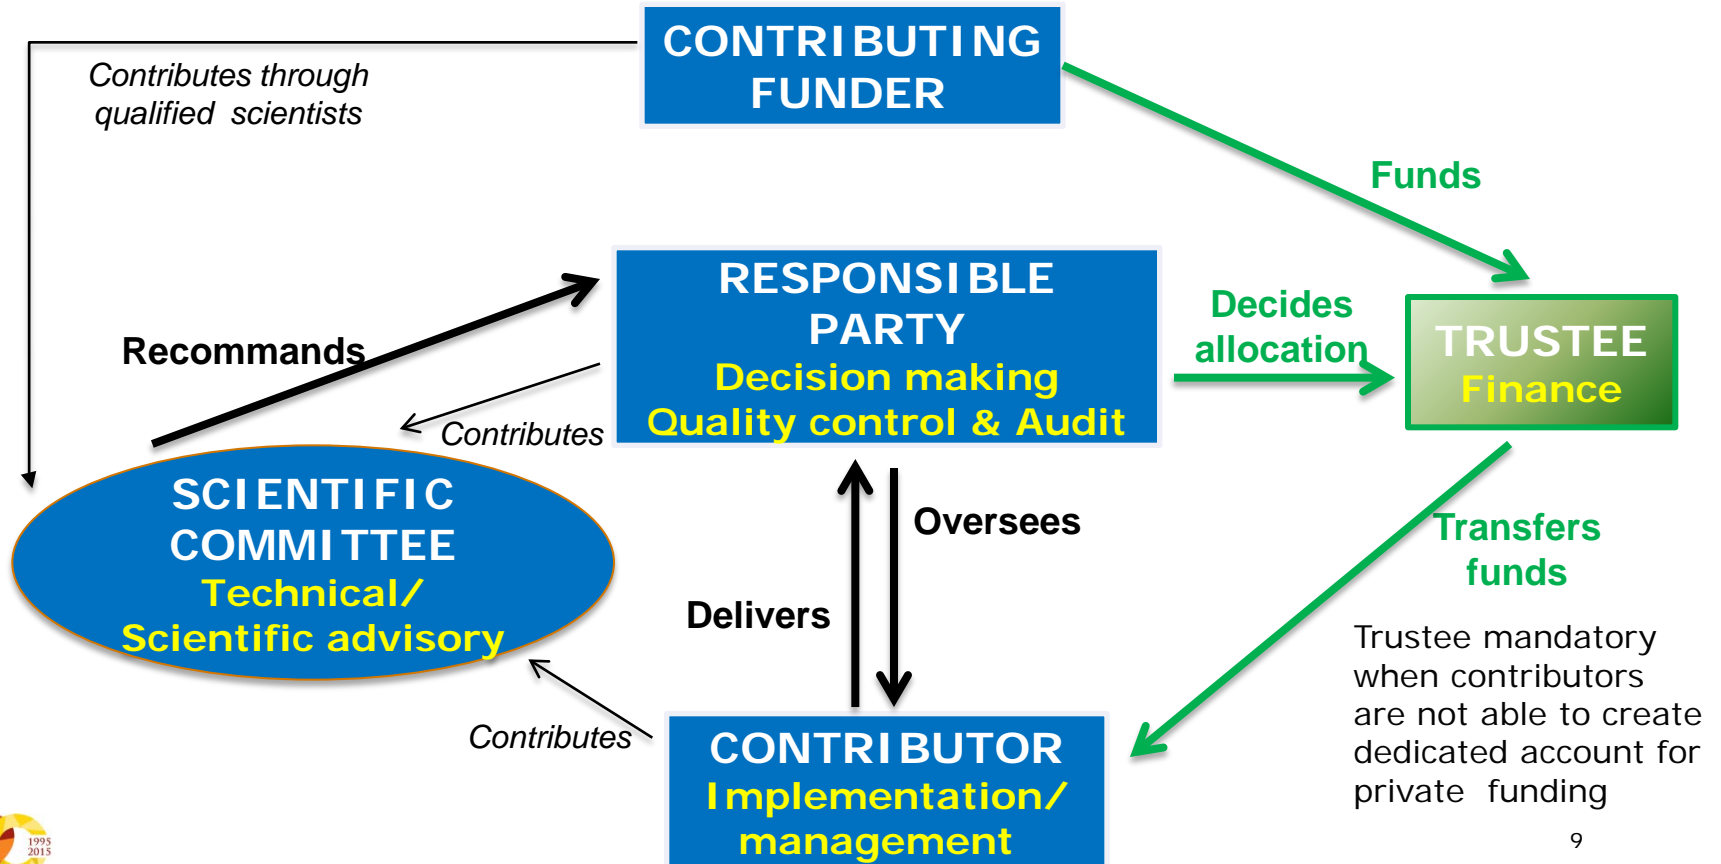 CONTRIBUTING
FUNDER
Contributes through
qualified scientists
Funds
RESPONSIBLE
PARTY
Decision making
Quality control & Audit
Decides
allocation
TRUSTEE
Finance
Recommands
Contributes
SCIENTIFIC
COMMITTEE
Technical/
Scientific advisory
Oversees
Delivers
Transfers
funds
Trustee mandatory
when contributors
are not able to create
dedicated account for
private funding
Contributes
CONTRIBUTOR
Implementation/
management
1995
2015
9